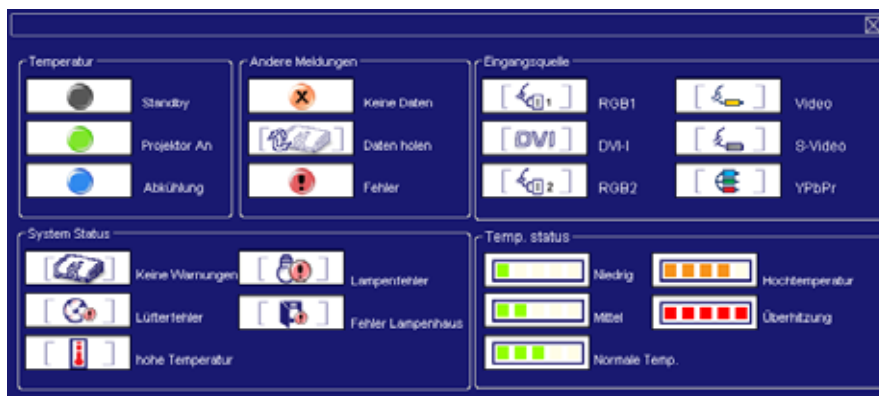 Temperatur
Standby
Projektor An
Abkühlung
Andere Meldungen
Keine Daten
Daten holen
Fehler
Eingangsquelle
1 RGB1
DVI DVI-I
2 RGB2
Video
S-Video
YPbPr
System Status
Keine Warnungen
Lüfterfehler
hohe Temperatur
Lampenfehler
Fehler Lampenhaus
Temp. status
Niedrig
Mittel
Normale Temp.
Hochtemperatur
Überhitzung